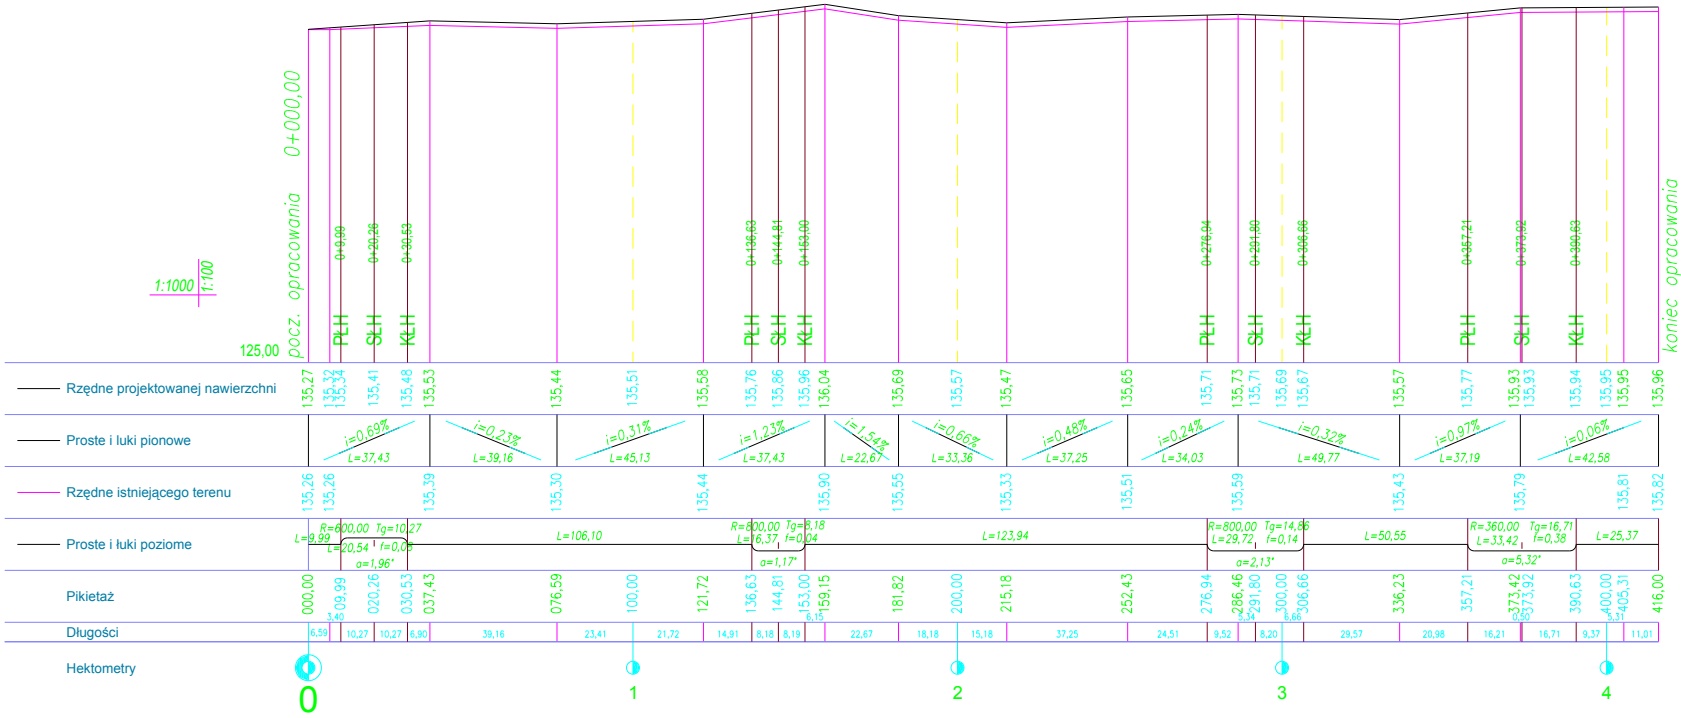 pocz. opracowania 0+000,00
koniec opracowania
1:1000 1:100
0+9,99 0+20,26 0+30,53 0+136,63 0+144,81 0+153,00 0+276,94 0+291,80 0+306,66 0+357,21 0+373,92 0+390,63
PŁH SŁH KŁH PŁH SŁH KŁH PŁH SŁH KŁH PŁH SŁH KŁH
125,00
Rzędne projektowanej nawierzchni 135,27 135,32 135,34 135,41 135,48 135,53 135,44 135,51 135,58 135,76 135,86 135,96 136,04 135,69 135,57 135,47 135,65 135,71 135,73 135,71 135,69 135,67 135,57 135,77 135,93 135,93 135,94 135,95 135,95 135,96
i=0,69% i=0,23% i=0,31% i=1,23% i=1,54% i=0,66% i=0,48% i=0,24% i=0,32% i=0,97% i=0,06%
Proste i luki pionowe
L=37,43 L=39,16 L=45,13 L=37,43 L=22,67 L=33,36 L=37,25 L=34,03 L=49,77 L=37,19 L=42,58
Rzędne istniejącego terenu 135,26 135,26 135,39 135,30 135,44 135,90 135,55 135,33 135,51 135,59 135,43 135,79 135,81 135,82
R=600,00 Tg=10,27 R=800,00 Tg=8,18 R=800,00 Tg=14,86 R=360,00 Tg=16,71
Proste i łuki poziome L=9,99 L=20,54 f=0,06 L=106,10 L=16,37 f=0,04 L=123,94 L=29,72 f=0,14 L=50,55 L=33,42 f=0,38 L=25,37
α=1,96° α=1,17° α=2,13° α=5,32°
Pikietaż 000,00 09,99 020,26 030,53 037,43 076,59 100,00 121,72 136,63 144,81 153,00 159,15 181,82 200,00 215,18 252,43 276,94 286,46 291,80 300,00 306,66 336,23 357,21 373,42 373,92 390,63 400,00 405,31 416,00
3,40 6,15 5,34 6,66 0,50 5,31
Długości 6,59 10,27 10,27 6,90 39,16 23,41 21,72 14,91 8,18 8,19 22,67 18,18 15,18 37,25 24,51 9,52 8,20 29,57 20,98 16,21 16,71 9,37 11,01
Hektometry
0 1 2 3 4